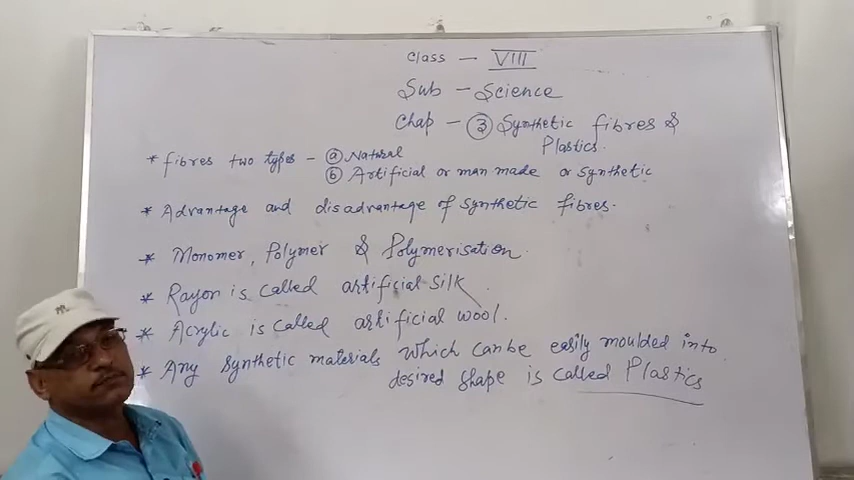 Class — VIII
Sub — Science
Chap — ③ Synthetic fibres &
Plastics.
* fibres two types — ⓐ Natural
ⓑ Artificial or man made or synthetic
* Advantage and disadvantage of synthetic fibres.
* Monomer, Polymer & Polymerisation
* Rayon is called artificial silk
* Acrylic is called artificial wool.
* Any synthetic materials which can be easily moulded into
desired shape is called Plastics